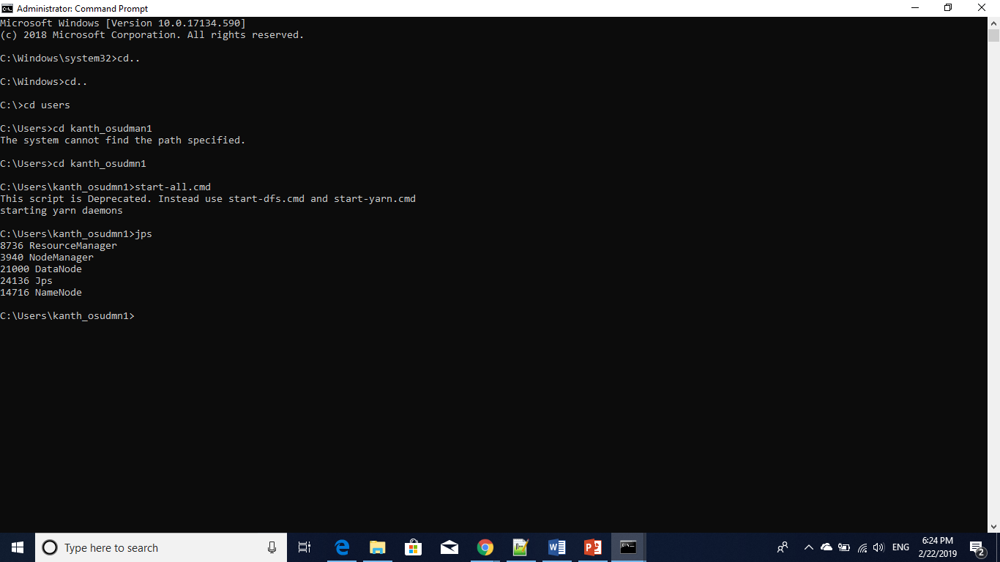 Administrator: Command Prompt
Microsoft Windows [Version 10.0.17134.590]
(c) 2018 Microsoft Corporation. All rights reserved.
C:\Windows\system32>cd..
C:\Windows>cd..
C:\>cd users
C:\Users>cd kanth_osudman1
The system cannot find the path specified.
C:\Users>cd kanth_osudmn1
C:\Users\kanth_osudmn1>start-all.cmd
This script is Deprecated. Instead use start-dfs.cmd and start-yarn.cmd
starting yarn daemons
C:\Users\kanth_osudmn1>jps
8736 ResourceManager
3940 NodeManager
21000 DataNode
24136 Jps
14716 NameNode
C:\Users\kanth_osudmn1>
Type here to search
ENG
6:24 PM
2/22/2019
2